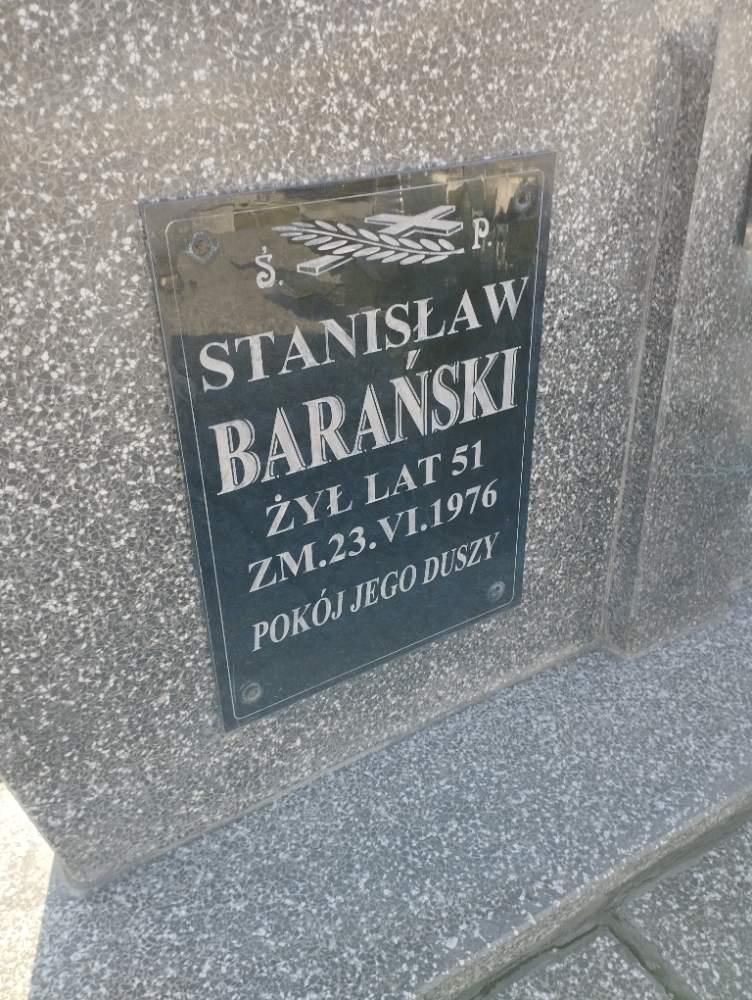 Ś. P.
STANISŁAW
BARAŃSKI
ŻYŁ LAT 51
ZM.23.VI.1976
POKÓJ JEGO DUSZY